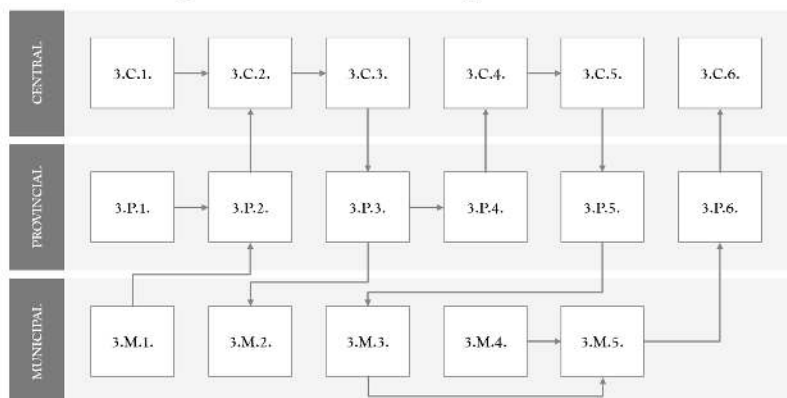 CENTRAL
3.C.1.
3.C.2.
3.C.3.
3.C.4.
3.C.5.
3.C.6.
PROVINCIAL
3.P.1.
3.P.2.
3.P.3.
3.P.4.
3.P.5.
3.P.6.
MUNICIPAL
3.M.1.
3.M.2.
3.M.3.
3.M.4.
3.M.5.